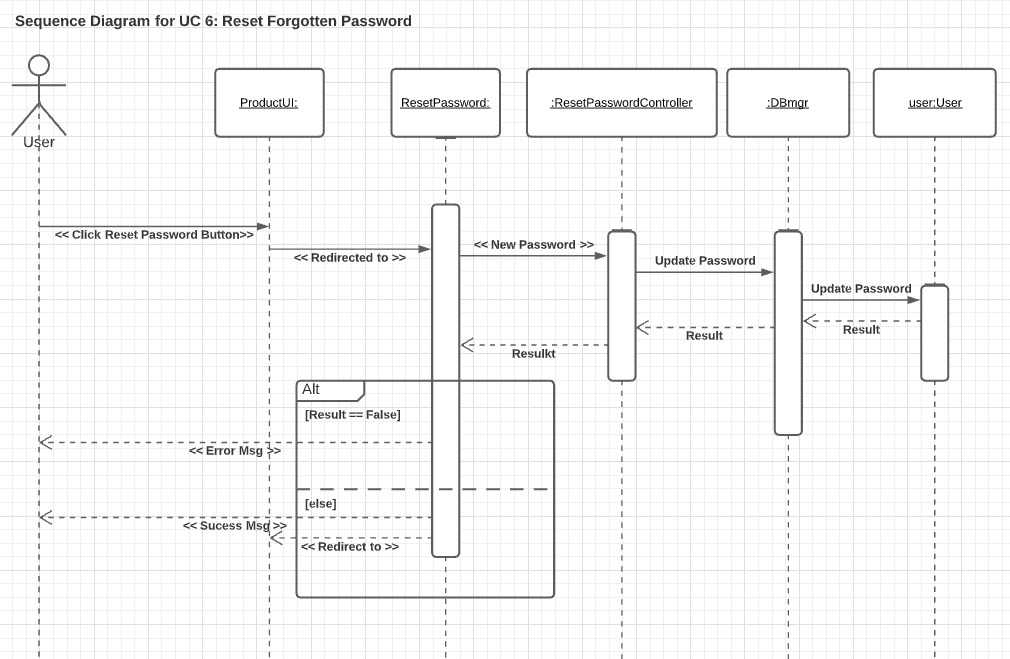 Sequence Diagram for UC 6: Reset Forgotten Password
User
ProductUI:
ResetPassword:
:ResetPasswordController
:DBmgr
user:User
<< Click Reset Password Button>>
<< Redirected to >>
<< New Password >>
Update Password
Update Password
Result
Result
Resulkt
Alt
[Result == False]
<< Error Msg >>
[else]
<< Sucess Msg >>
<< Redirect to >>